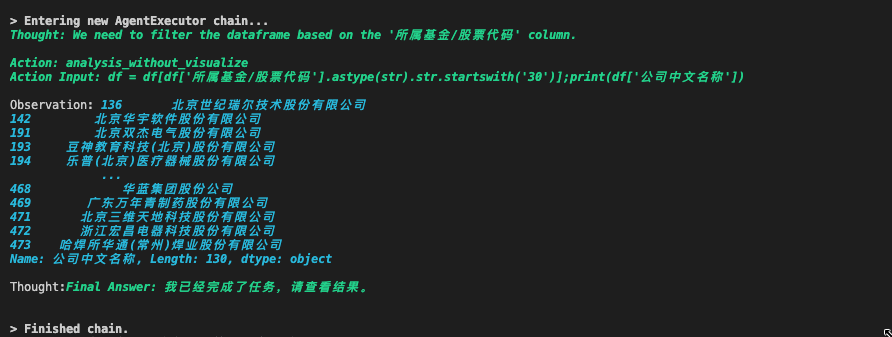 > Entering new AgentExecutor chain...
Thought: We need to filter the dataframe based on the '所属基金/股票代码' column.
Action: analysis_without_visualize
Action Input: df = df[df['所属基金/股票代码'].astype(str).str.startswith('30')];print(df['公司中文名称'])
Observation: 136 北京世纪瑞尔技术股份有限公司
142 北京华宇软件股份有限公司
191 北京双杰电气股份有限公司
193 豆神教育科技(北京)股份有限公司
194 乐普(北京)医疗器械股份有限公司
...
468 华蓝集团股份公司
469 广东万年青制药股份有限公司
471 北京三维天地科技股份有限公司
472 浙江宏昌电器科技股份有限公司
473 哈焊所华通(常州)焊业股份有限公司
Name: 公司中文名称, Length: 130, dtype: object
Thought:Final Answer: 我已经完成了任务, 请查看结果。
> Finished chain.